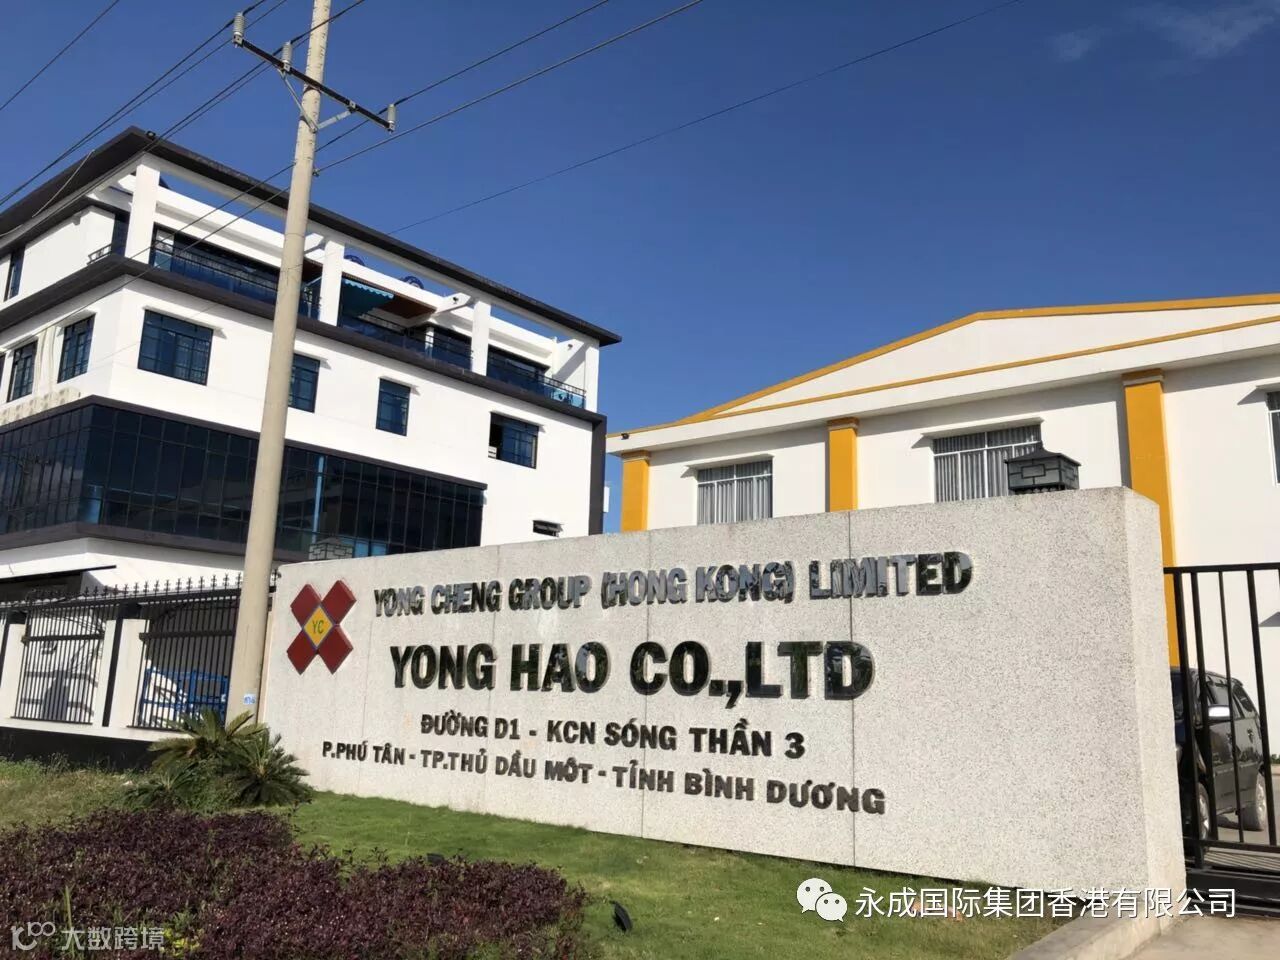 YC
YONG CHENG GROUP (HONG KONG) LIMITED
YONG HAO CO.,LTD
ĐƯỜNG D1 - KCN SÓNG THẦN 3
P.PHÚ TÂN - TP.THỦ DẦU MỘT - TỈNH BÌNH DƯƠNG
永成国际集团香港有限公司
大数跨境